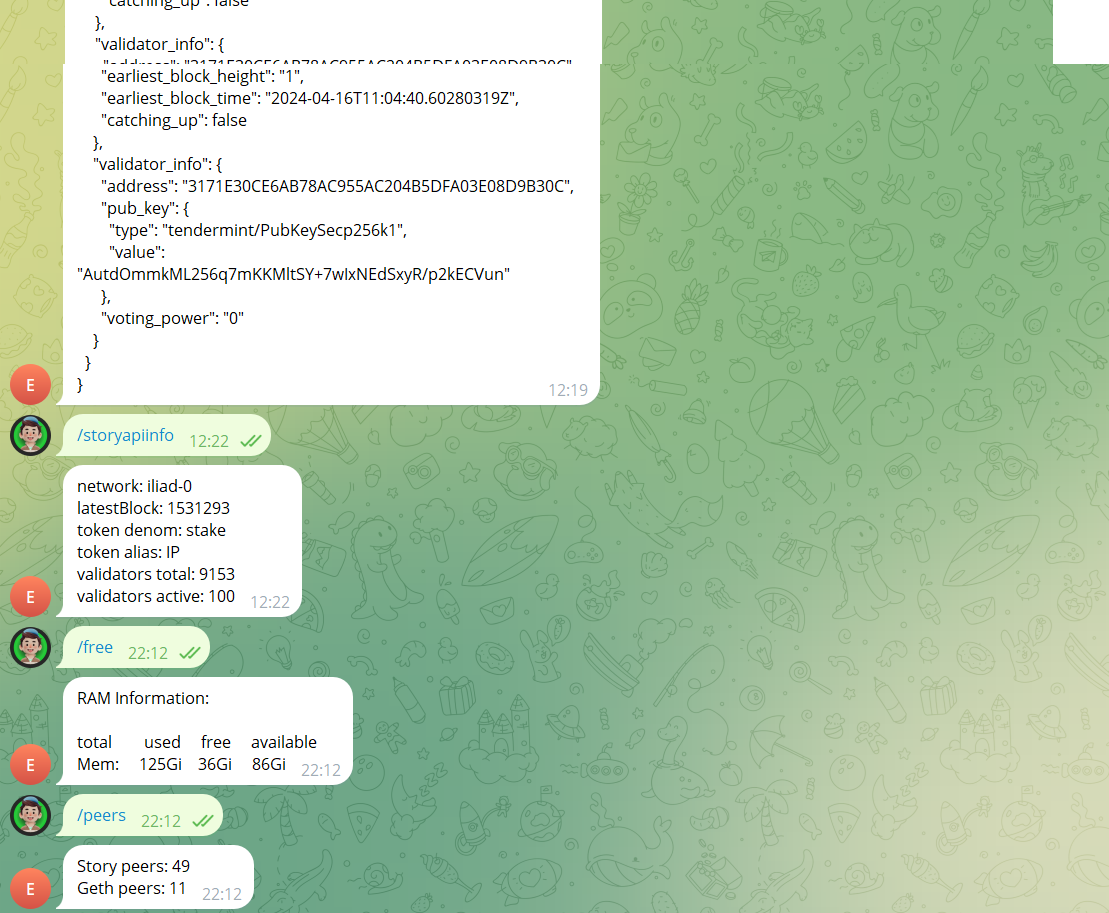 "catching_up": false
},
"validator_info": {
"address": "3171E30CE6AB78AC955AC204B5DFA03E08D9B30C",
"earliest_block_height": "1",
"earliest_block_time": "2024-04-16T11:04:40.60280319Z",
"catching_up": false
},
"validator_info": {
"address": "3171E30CE6AB78AC955AC204B5DFA03E08D9B30C",
"pub_key": {
"type": "tendermint/PubKeySecp256k1",
"value":
"AutdOmmkML256q7mKKMltSY+7wIxNEdSxyR/p2kECVun"
},
"voting_power": "0"
}
}
}
E
12:19
/storyapiinfo 12:22
network: iliad-0
latestBlock: 1531293
token denom: stake
token alias: IP
validators total: 9153
validators active: 100
E
12:22
/free 22:12
RAM Information:
total used free available
Mem: 125Gi 36Gi 86Gi
E
22:12
/peers 22:12
Story peers: 49
Geth peers: 11
E
22:12